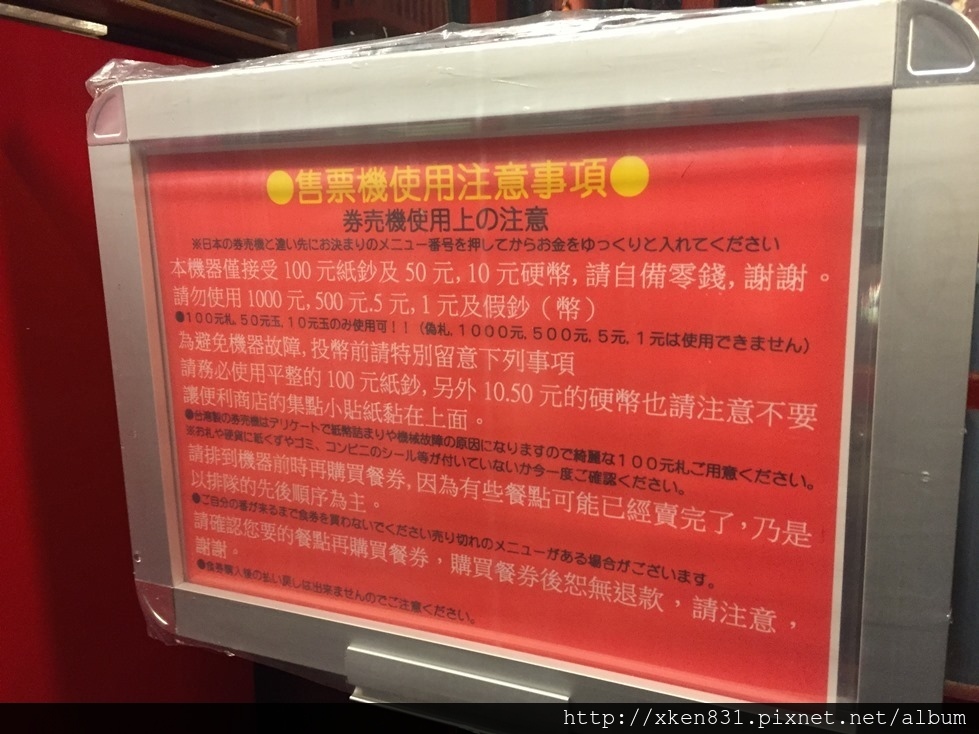 ●售票機使用注意事項●
券売機使用上の注意
※日本の券売機と違い先にお決まりのメニュー番号を押してからお金をゆっくりと入れてください
本機器僅接受100元紙鈔及50元,10元硬幣,請自備零錢,謝謝。
請勿使用1000元,500元.5元,1元及假鈔（幣）
●100元札,50元玉,10元玉のみ使用可！！（偽札,1000元,500元,5元,1元は使用できません）
為避免機器故障,投幣前請特別留意下列事項
請務必使用平整的100元紙鈔,另外10.50元的硬幣也請注意不要
讓便利商店的集點小貼紙黏在上面。
●台湾製の券売機はデリケートで紙幣詰まりや機械故障の原因になりますので綺麗な100元札ご用意ください。
※お札や硬貨に紙くずやゴミ、コンビニのシール等が付いていないか今一度ご確認ください。
請排到機器前時再購買餐券,因為有些餐點可能已經賣完了,乃是
以排隊的先後順序為主。
●ご自分の番が来るまで食券を買わないでください売り切れのメニューがある場合がございます。
請確認您要的餐點再購買餐券，購買餐券後恕無退款，請注意，
謝謝。
●食券購入後の払い戻しは出来ませんのでご注意ください。
http://xken831.pixnet.net/album